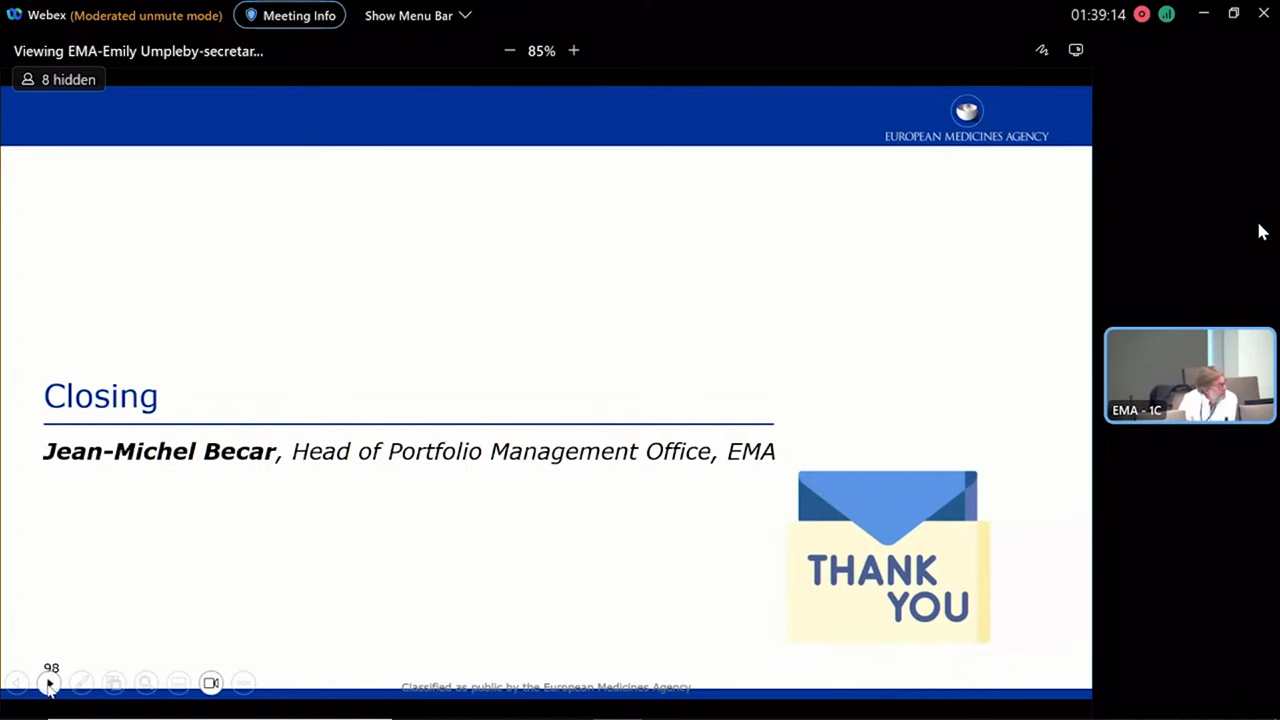 Webex (Moderated unmute mode) Meeting Info Show Menu Bar 01:39:14
Viewing EMA-Emily Umpleby-secretar... 85%
8 hidden
EUROPEAN MEDICINES AGENCY
Closing
Jean-Michel Becar, Head of Portfolio Management Office, EMA
EMA - 1C
THANK
YOU
98
Classified as public by the European Medicines Agency